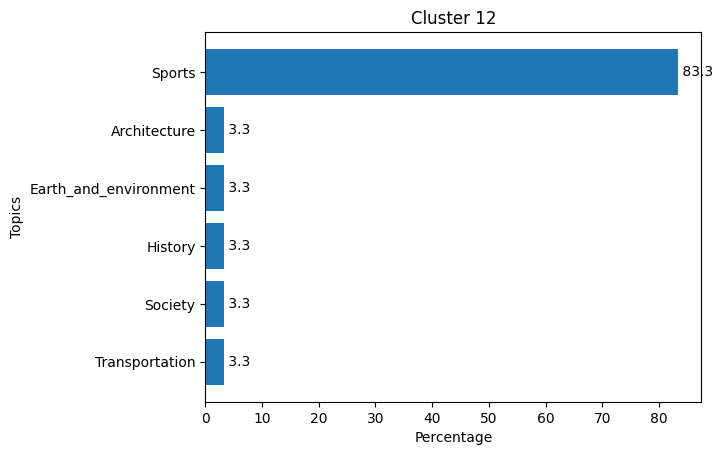 Cluster 12
Sports 83.3
Architecture 3.3
Earth_and_environment 3.3
History 3.3
Society 3.3
Transportation 3.3
Topics
0 10 20 30 40 50 60 70 80
Percentage